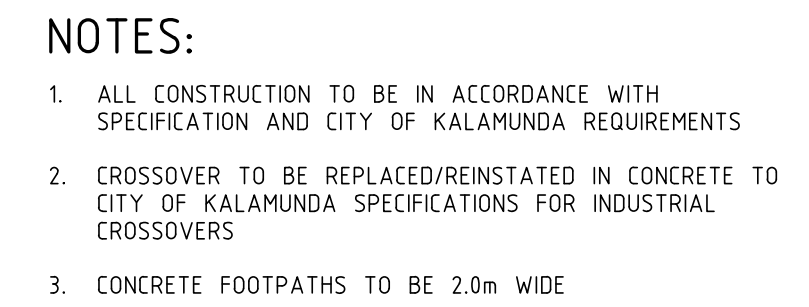 NOTES:
1. ALL CONSTRUCTION TO BE IN ACCORDANCE WITH
SPECIFICATION AND CITY OF KALAMUNDA REQUIREMENTS
2. CROSSOVER TO BE REPLACED/REINSTATED IN CONCRETE TO
CITY OF KALAMUNDA SPECIFICATIONS FOR INDUSTRIAL
CROSSOVERS
3. CONCRETE FOOTPATHS TO BE 2.0m WIDE